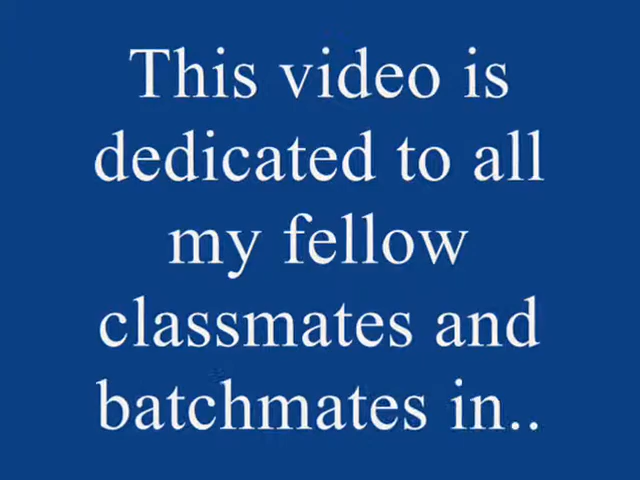 This video is
dedicated to all
my fellow
classmates and
batchmates in..